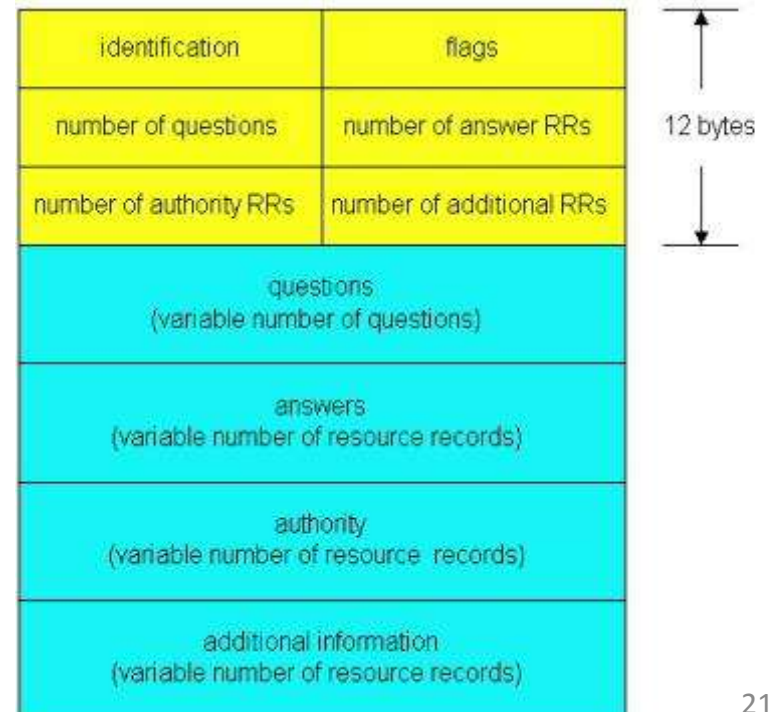 identification
flags
number of questions
number of answer RRs
12 bytes
number of authority RRs
number of additional RRs
questions
(variable number of questions)
answers
(variable number of resource records)
authority
(variable number of resource records)
additional information
(variable number of resource records)
21